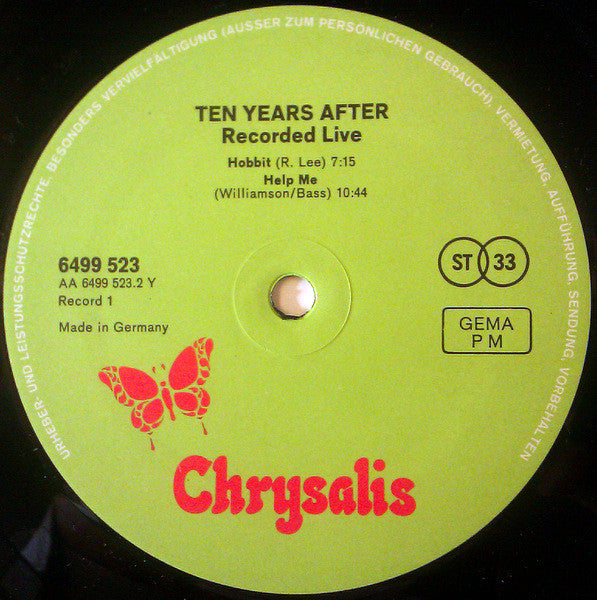 URHEBER- UND LEISTUNGSSCHUTZRECHTE, BESONDERS VERVIELFÄLTIGUNG (AUSSER ZUM PERSÖNLICHEN GEBRAUCH), VERMIETUNG, AUFFÜHRUNG, SENDUNG, VORBEHALTEN
TEN YEARS AFTER
Recorded Live
Hobbit (R. Lee) 7:15
Help Me
(Williamson/Bass) 10:44
6499 523
AA 6499 523.2 Y
Record 1
Made in Germany
ST 33
GEMA
P M
Chrysalis